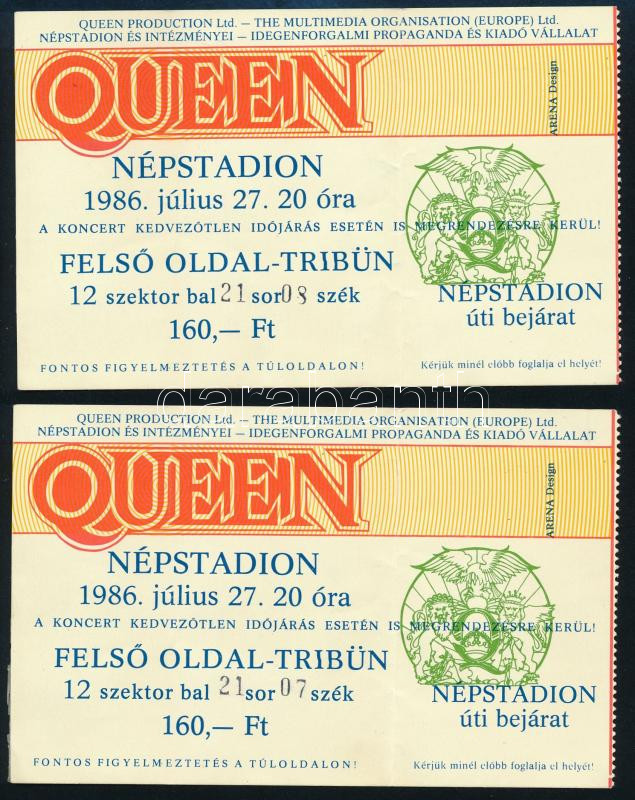 QUEEN PRODUCTION Ltd. – THE MULTIMEDIA ORGANISATION (EUROPE) Ltd.
NÉPSTADION ÉS INTÉZMÉNYEI – IDEGENFORGALMI PROPAGANDA ÉS KIADÓ VÁLLALAT
QUEEN
ARENA Design
NÉPSTADION
1986. július 27. 20 óra
A KONCERT KEDVEZŐTLEN IDŐJÁRÁS ESETÉN IS MEGRENDEZÉSRE KERÜL!
FELSŐ OLDAL-TRIBÜN
12 szektor bal 21 sor 08 szék
160,— Ft
NÉPSTADION
úti bejárat
FONTOS FIGYELMEZTETÉS A TÚLOLDALON!
Kérjük minél előbb foglalja el helyét!
darabanth
QUEEN PRODUCTION Ltd. – THE MULTIMEDIA ORGANISATION (EUROPE) Ltd.
NÉPSTADION ÉS INTÉZMÉNYEI – IDEGENFORGALMI PROPAGANDA ÉS KIADÓ VÁLLALAT
QUEEN
ARENA Design
NÉPSTADION
1986. július 27. 20 óra
A KONCERT KEDVEZŐTLEN IDŐJÁRÁS ESETÉN IS MEGRENDEZÉSRE KERÜL!
FELSŐ OLDAL-TRIBÜN
12 szektor bal 21 sor 07 szék
160,— Ft
NÉPSTADION
úti bejárat
FONTOS FIGYELMEZTETÉS A TÚLOLDALON!
Kérjük minél előbb foglalja el helyét!